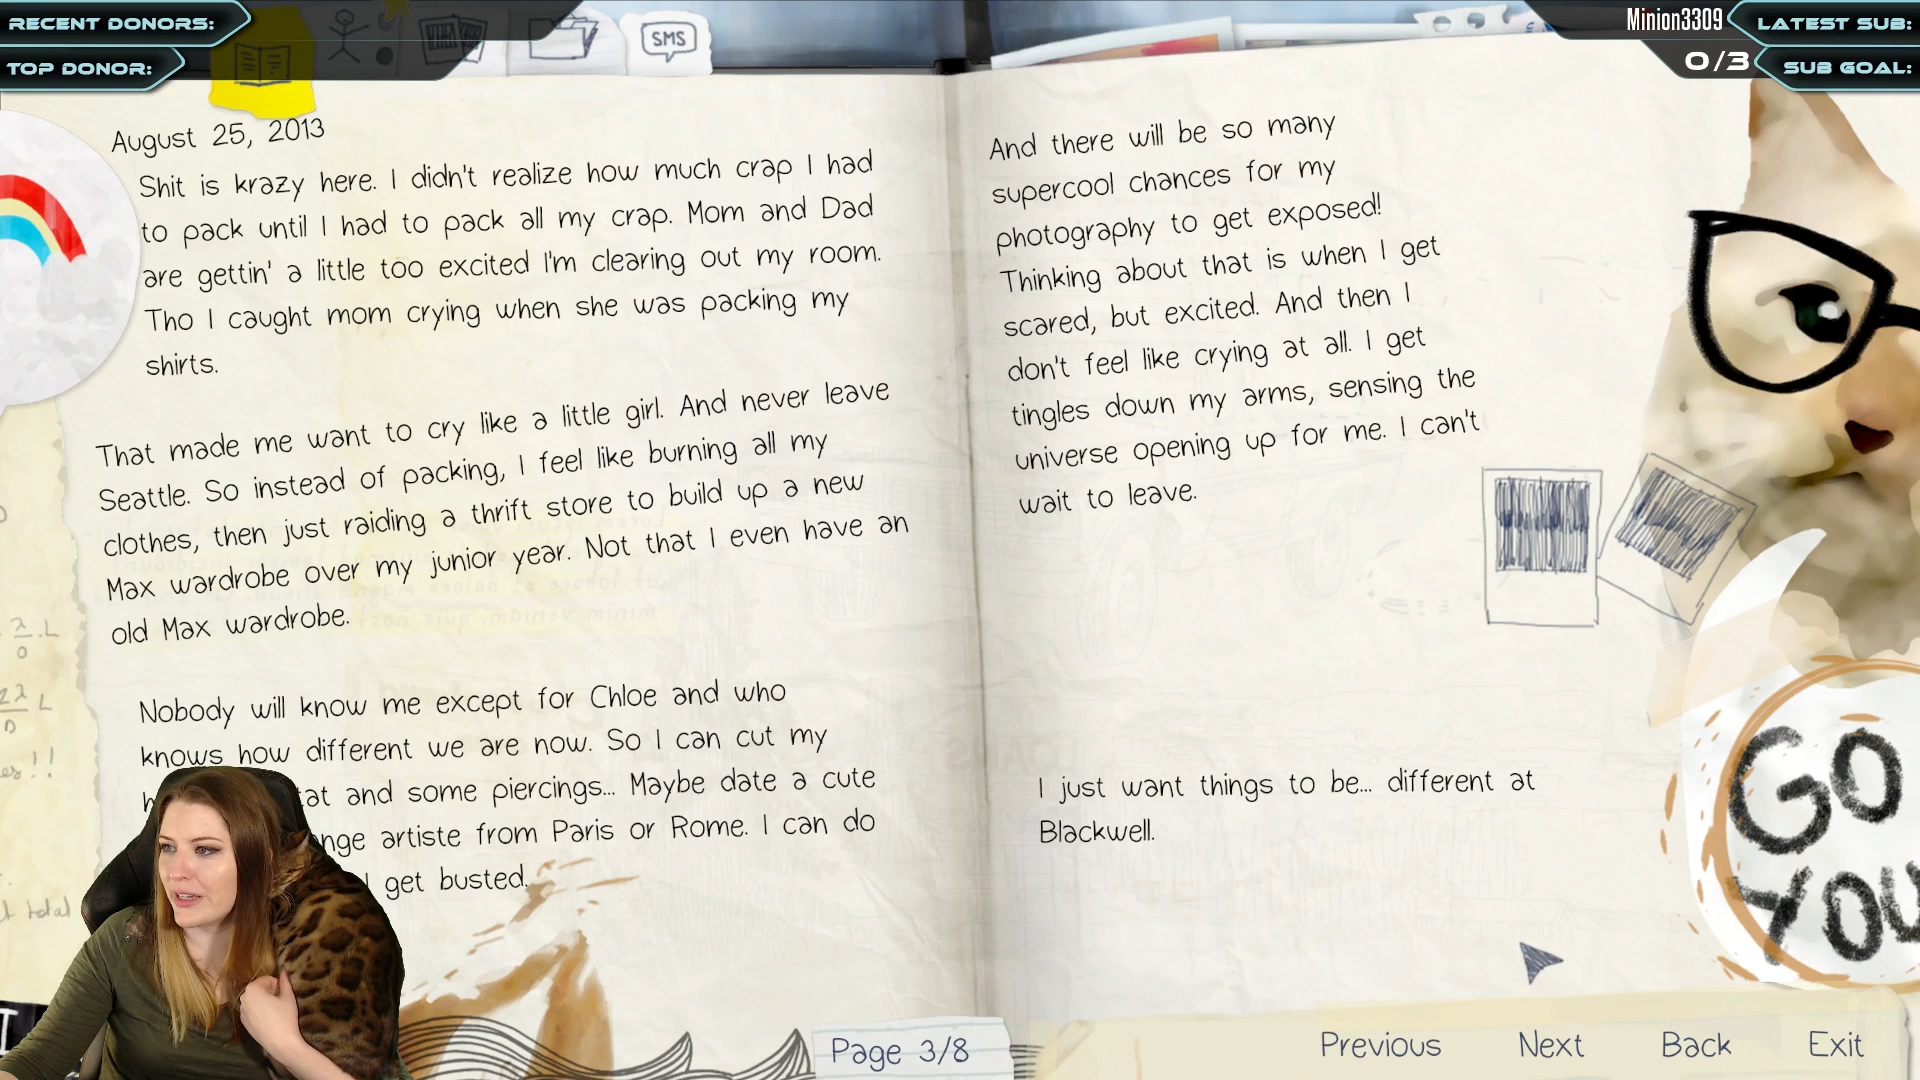 RECENT DONORS:
TOP DONOR:
SMS
Minion3309
LATEST SUB:
0/3
SUB GOAL:
August 25, 2013
Shit is krazy here. I didn't realize how much crap I had
to pack until I had to pack all my crap. Mom and Dad
are gettin' a little too excited I'm clearing out my room.
Tho I caught mom crying when she was packing my
shirts.
That made me want to cry like a little girl. And never leave
Seattle. So instead of packing, I feel like burning all my
clothes, then just raiding a thrift store to build up a new
Max wardrobe over my junior year. Not that I even have an
old Max wardrobe.
Nobody will know me except for Chloe and who
knows how different we are now. So I can cut my
tat and some piercings... Maybe date a cute
artiste from Paris or Rome. I can do
I get busted.
And there will be so many
supercool chances for my
photography to get exposed!
Thinking about that is when I get
scared, but excited. And then I
don't feel like crying at all. I get
tingles down my arms, sensing the
universe opening up for me. I can't
wait to leave.
I just want things to be... different at
Blackwell.
GO
YOU
Page 3/8
Previous
Next
Back
Exit